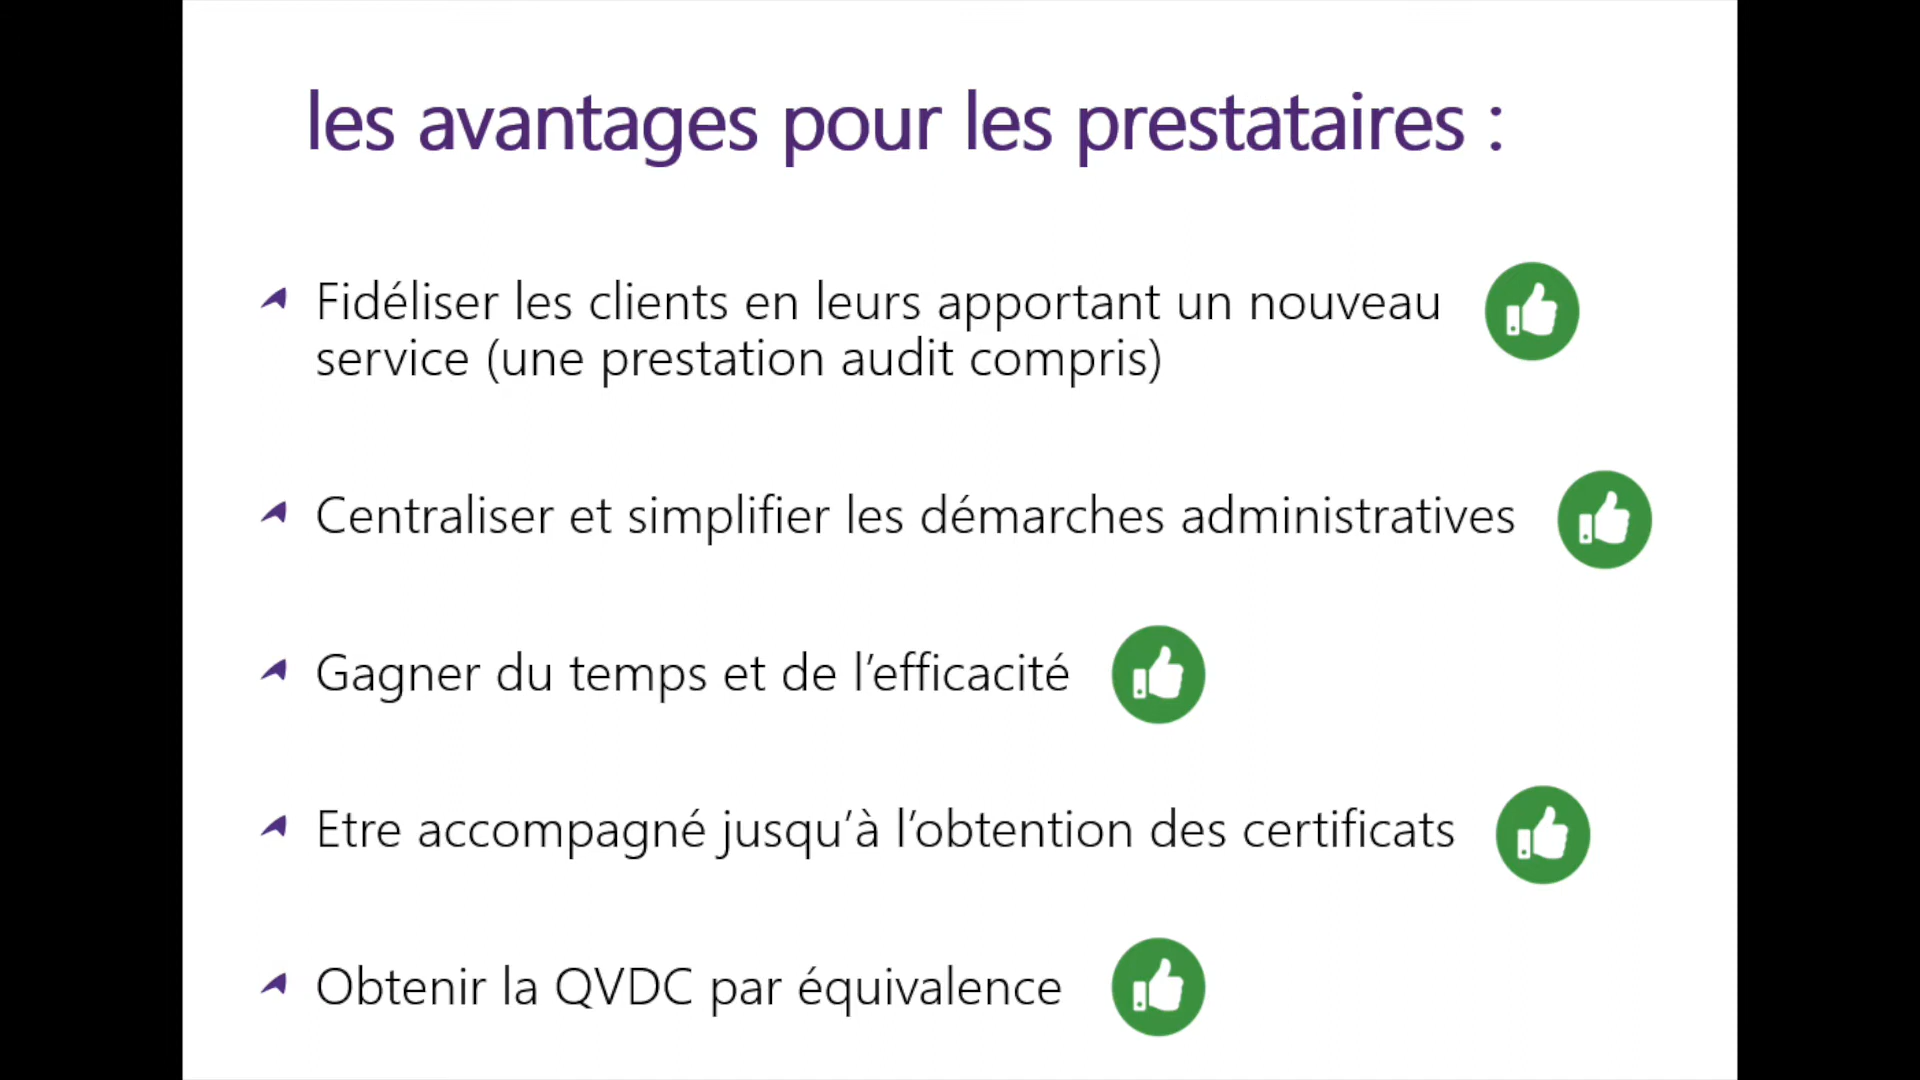 les avantages pour les prestataires :
Fidéliser les clients en leurs apportant un nouveau
service (une prestation audit compris)
Centraliser et simplifier les démarches administratives
Gagner du temps et de l’efficacité
Etre accompagné jusqu’à l’obtention des certificats
Obtenir la QVDC par équivalence